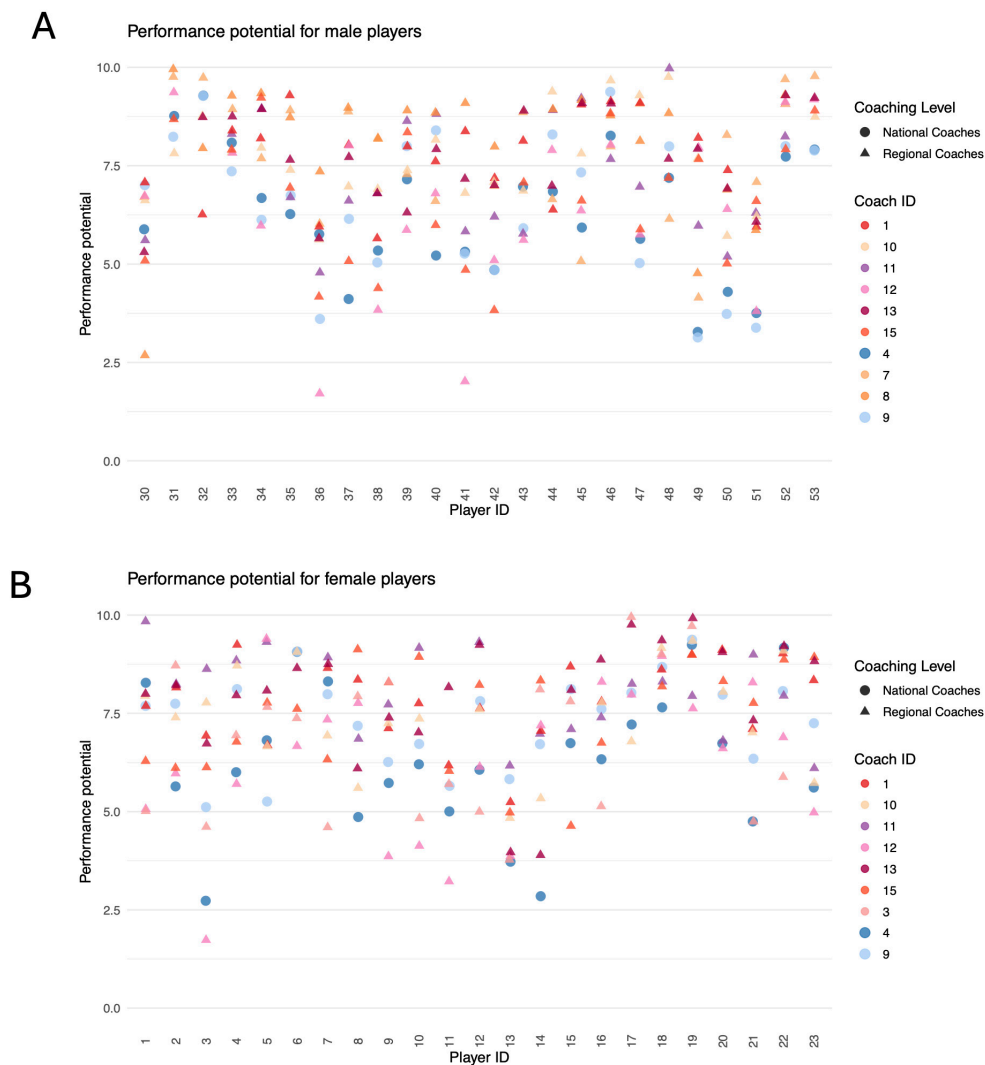 A
Performance potential for male players
10.0
7.5
5.0
2.5
0.0
Performance potential
30 31 32 33 34 35 36 37 38 39 40 41 42 43 44 45 46 47 48 49 50 51 52 53
Player ID
Coaching Level
National Coaches
Regional Coaches
Coach ID
1
10
11
12
13
15
4
7
8
9
B
Performance potential for female players
10.0
7.5
5.0
2.5
0.0
Performance potential
1 2 3 4 5 6 7 8 9 10 11 12 13 14 15 16 17 18 19 20 21 22 23
Player ID
Coaching Level
National Coaches
Regional Coaches
Coach ID
1
10
11
12
13
15
3
4
9